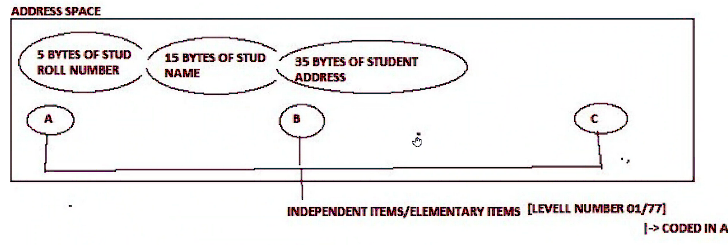 ADDRESS SPACE
5 BYTES OF STUD
ROLL NUMBER
15 BYTES OF STUD
NAME
35 BYTES OF STUDENT
ADDRESS
A
B
C
INDEPENDENT ITEMS/ELEMENTARY ITEMS [LEVELL NUMBER 01/77]
|-> CODED IN A